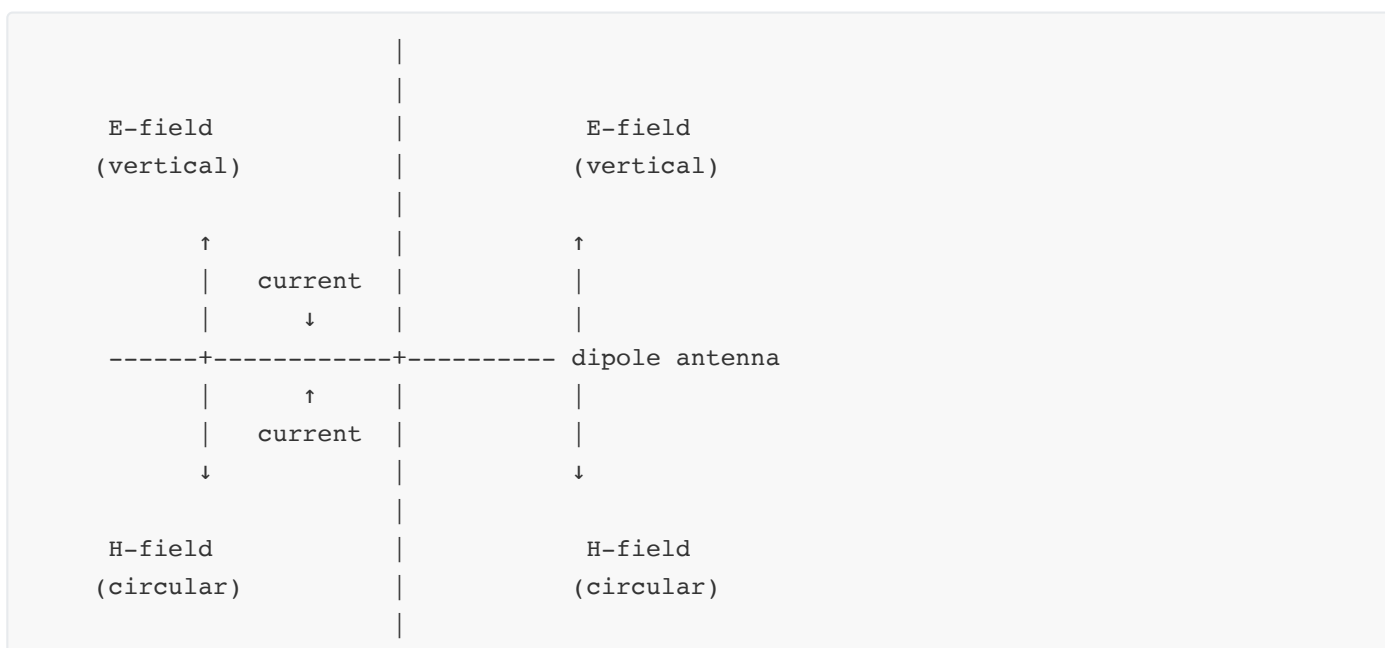 |
                    |
 E-field            |            E-field
(vertical)          |           (vertical)
                    |
       ↑            |           ↑
       |   current  |           |
       |      ↓     |           |
 ------+------------+---------- dipole antenna
       |      ↑     |           |
       |   current  |           |
       ↓            |           ↓
                    |
 H-field            |            H-field
(circular)          |           (circular)
                    |